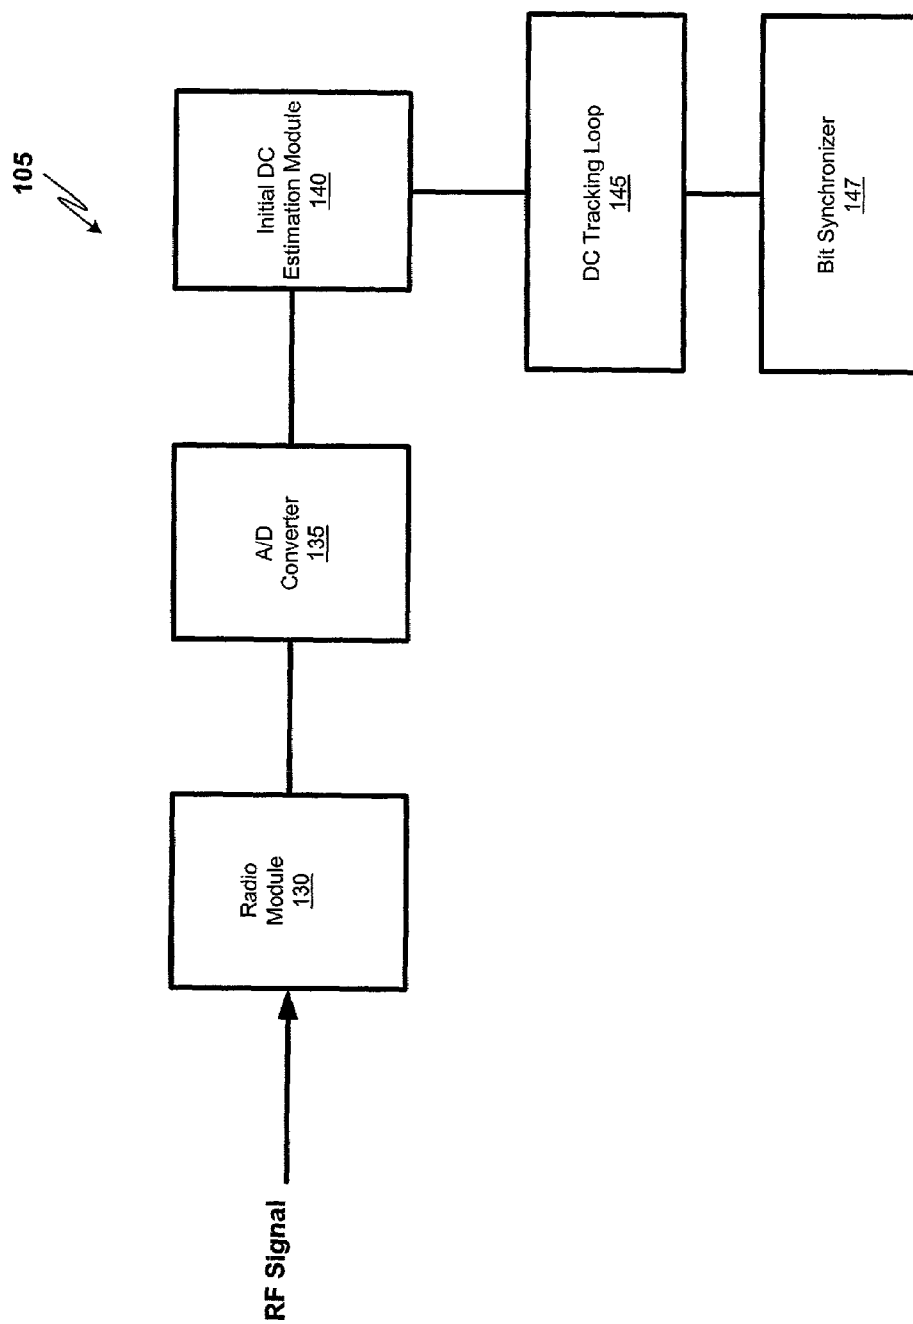 105
RF Signal
Radio
Module
130
A/D
Converter
135
Initial DC
Estimation Module
140
DC Tracking Loop
145
Bit Synchronizer
147